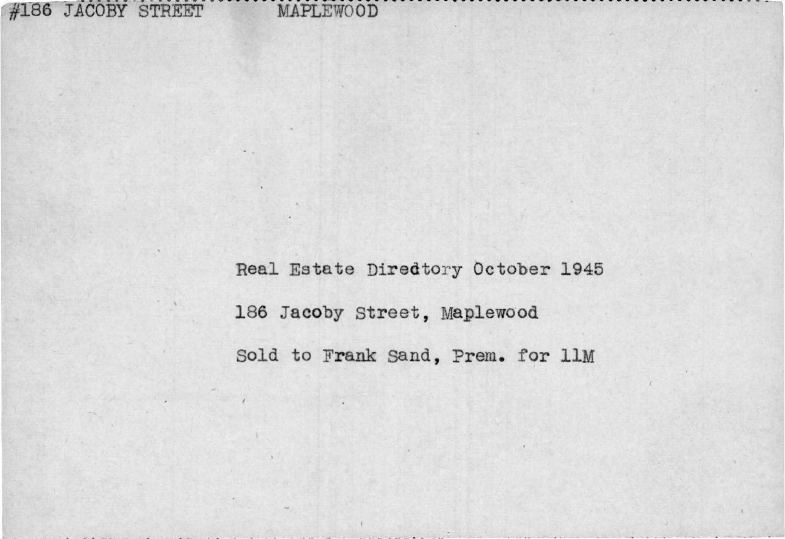 #186 JACOBY STREET MAPLEWOOD
Real Estate Diredtory October 1945
186 Jacoby Street, Maplewood
Sold to Frank Sand, Prem. for 11M